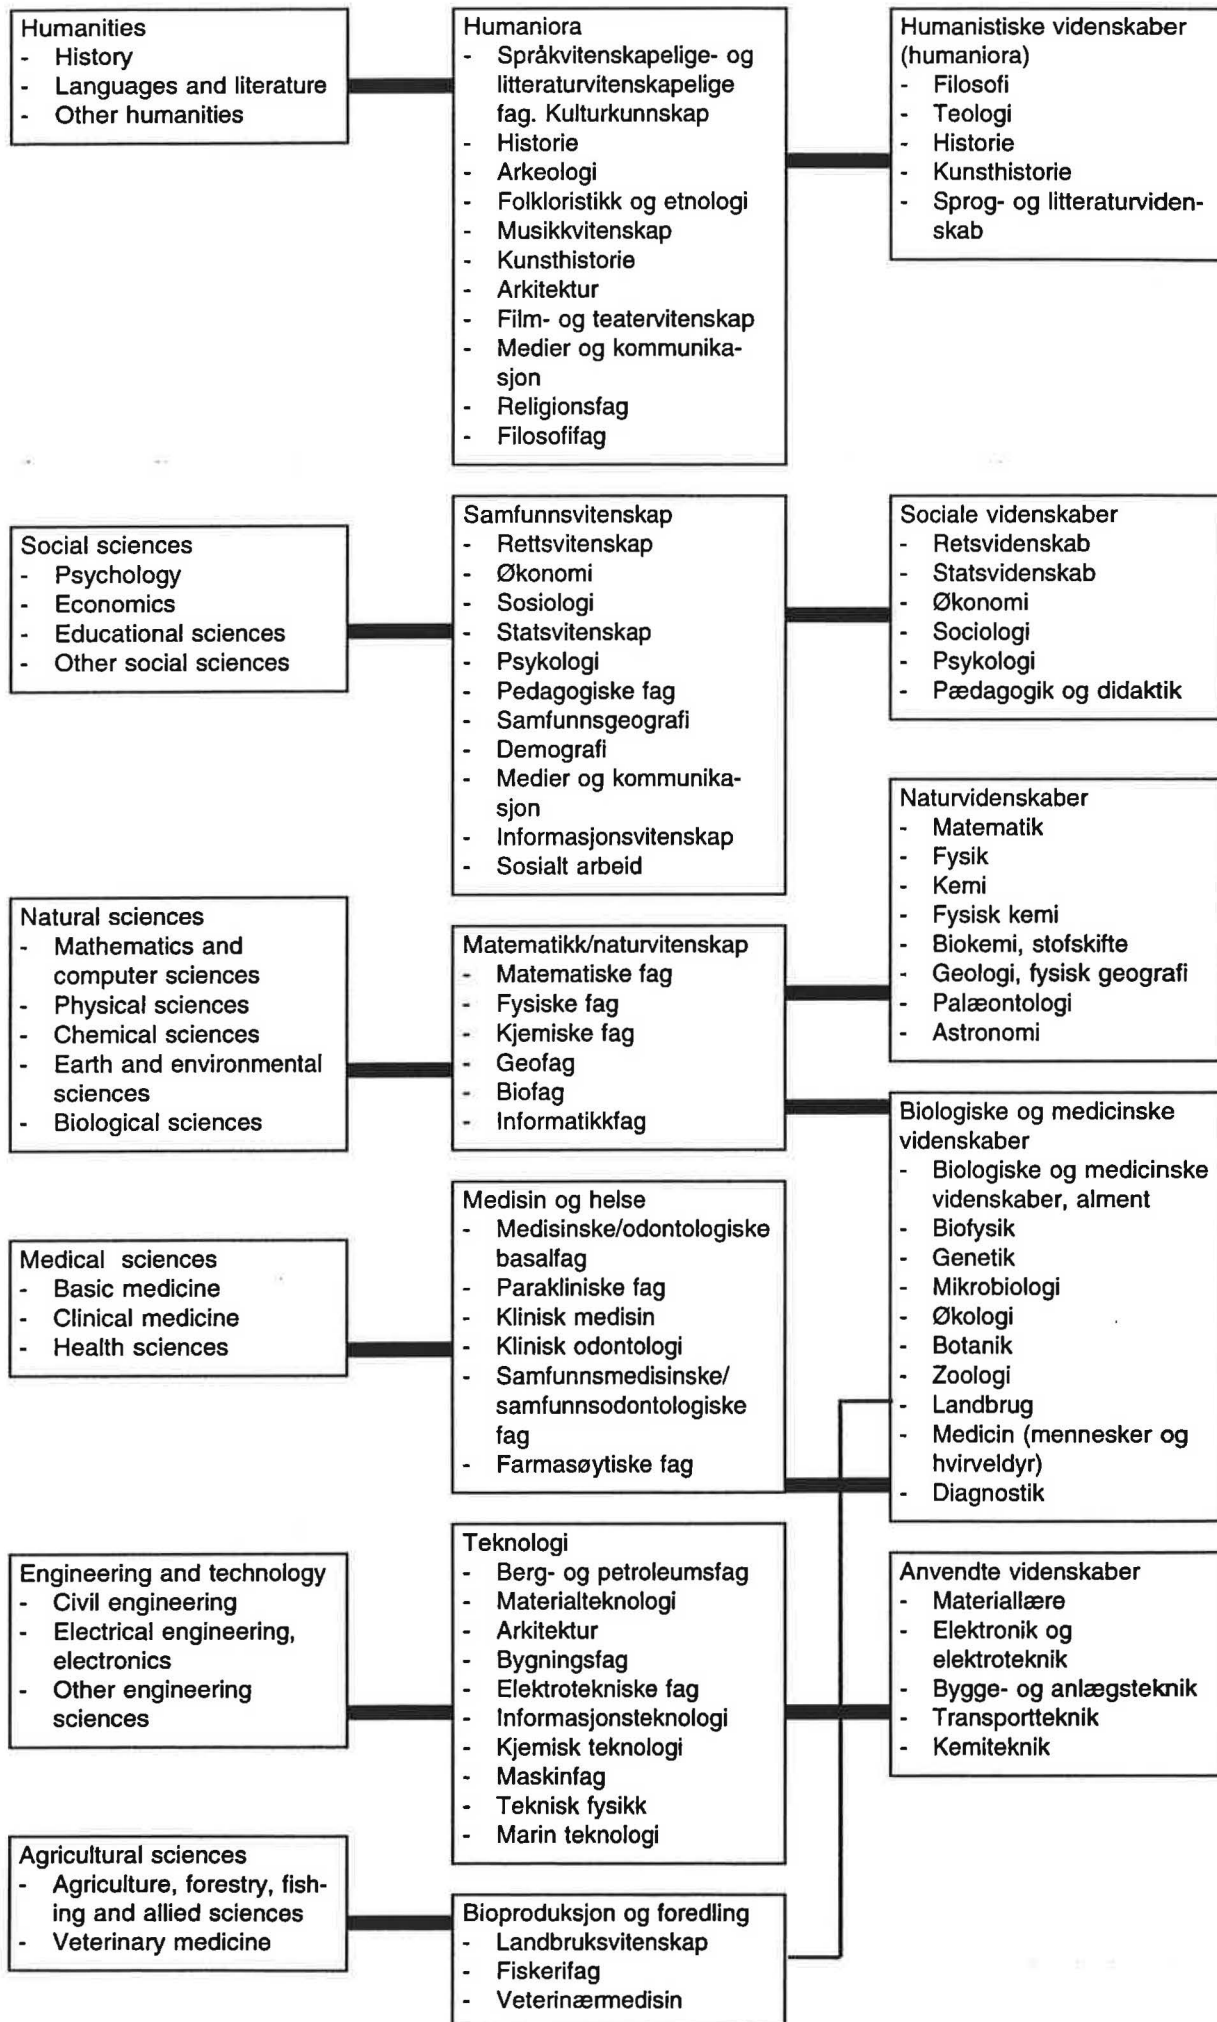 Humanities
- History
- Languages and literature
- Other humanities
Humaniora
- Språkvitenskapelige- og
litteraturvitenskapelige
fag. Kulturkunnskap
- Historie
- Arkeologi
- Folkloristikk og etnologi
- Musikkvitenskap
- Kunsthistorie
- Arkitektur
- Film- og teatervitenskap
- Medier og kommunika-
sjon
- Religionsfag
- Filosofifag
Humanistiske videnskaber
(humaniora)
- Filosofi
- Teologi
- Historie
- Kunsthistorie
- Sprog- og litteraturviden-
skab
Social sciences
- Psychology
- Economics
- Educational sciences
- Other social sciences
Samfunnsvitenskap
- Rettsvitenskap
- Økonomi
- Sosiologi
- Statsvitenskap
- Psykologi
- Pedagogiske fag
- Samfunnsgeografi
- Demografi
- Medier og kommunika-
sjon
- Informasjonsvitenskap
- Sosialt arbeid
Sociale videnskaber
- Retsvidenskab
- Statsvidenskab
- Økonomi
- Sociologi
- Psykologi
- Pædagogik og didaktik
Natural sciences
- Mathematics and
computer sciences
- Physical sciences
- Chemical sciences
- Earth and environmental
sciences
- Biological sciences
Matematikk/naturvitenskap
- Matematiske fag
- Fysiske fag
- Kjemiske fag
- Geofag
- Biofag
- Informatikkfag
Naturvidenskaber
- Matematik
- Fysik
- Kemi
- Fysisk kemi
- Biokemi, stofskifte
- Geologi, fysisk geografi
- Palæontologi
- Astronomi
Medical sciences
- Basic medicine
- Clinical medicine
- Health sciences
Medisin og helse
- Medisinske/odontologiske
basalfag
- Parakliniske fag
- Klinisk medisin
- Klinisk odontologi
- Samfunnsmedisinske/
samfunnsodontologiske
fag
- Farmasøytiske fag
Biologiske og medicinske
videnskaber
- Biologiske og medicinske
videnskaber, alment
- Biofysik
- Genetik
- Mikrobiologi
- Økologi
- Botanik
- Zoologi
- Landbrug
- Medicin (mennesker og
hvirveldyr)
- Diagnostik
Engineering and technology
- Civil engineering
- Electrical engineering,
electronics
- Other engineering
sciences
Teknologi
- Berg- og petroleumsfag
- Materialteknologi
- Arkitektur
- Bygningsfag
- Elektrotekniske fag
- Informasjonsteknologi
- Kjemisk teknologi
- Maskinfag
- Teknisk fysikk
- Marin teknologi
Anvendte videnskaber
- Materiallære
- Elektronik og
elektroteknik
- Bygge- og anlægsteknik
- Transportteknik
- Kemiteknik
Agricultural sciences
- Agriculture, forestry, fish-
ing and allied sciences
- Veterinary medicine
Bioproduksjon og foredling
- Landbruksvitenskap
- Fiskerifag
- Veterinærmedisin